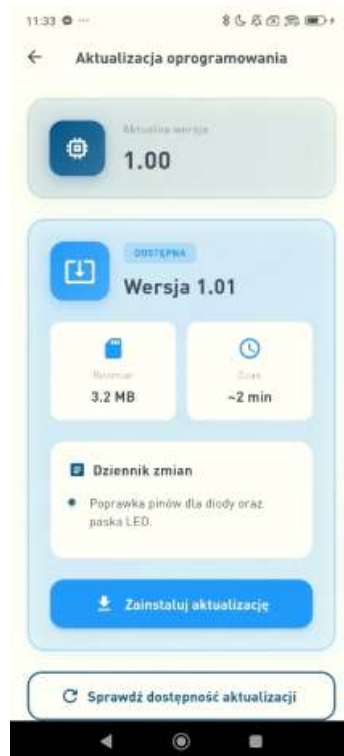 11:33
Aktualizacja oprogramowania
Aktualna wersja
1.00
DOSTĘPNA
Wersja 1.01
Rozmiar
3.2 MB
Czas
~2 min
Dziennik zmian
Poprawka pinów dla diody oraz
paska LED.
Zainstaluj aktualizację
Sprawdź dostępność aktualizacji